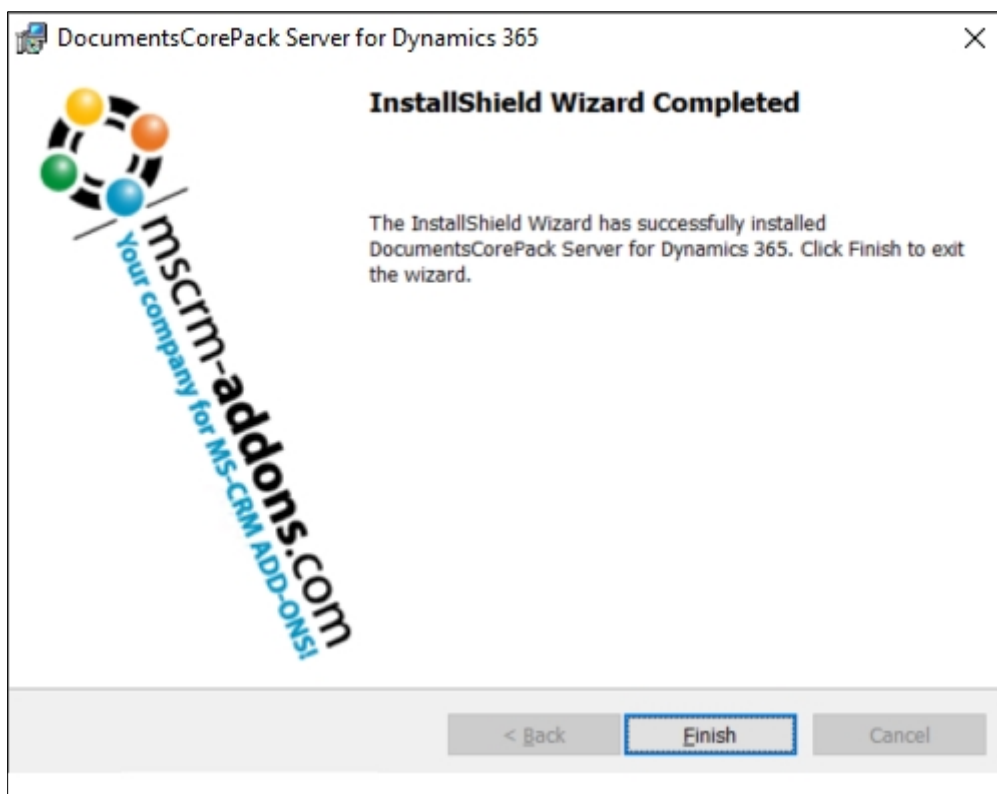 DocumentsCorePack Server for Dynamics 365
InstallShield Wizard Completed
The InstallShield Wizard has successfully installed
DocumentsCorePack Server for Dynamics 365. Click Finish to exit
the wizard.
mscrm-addons.com
Your company for MS-CRM ADD-ONS!
< Back
Finish
Cancel